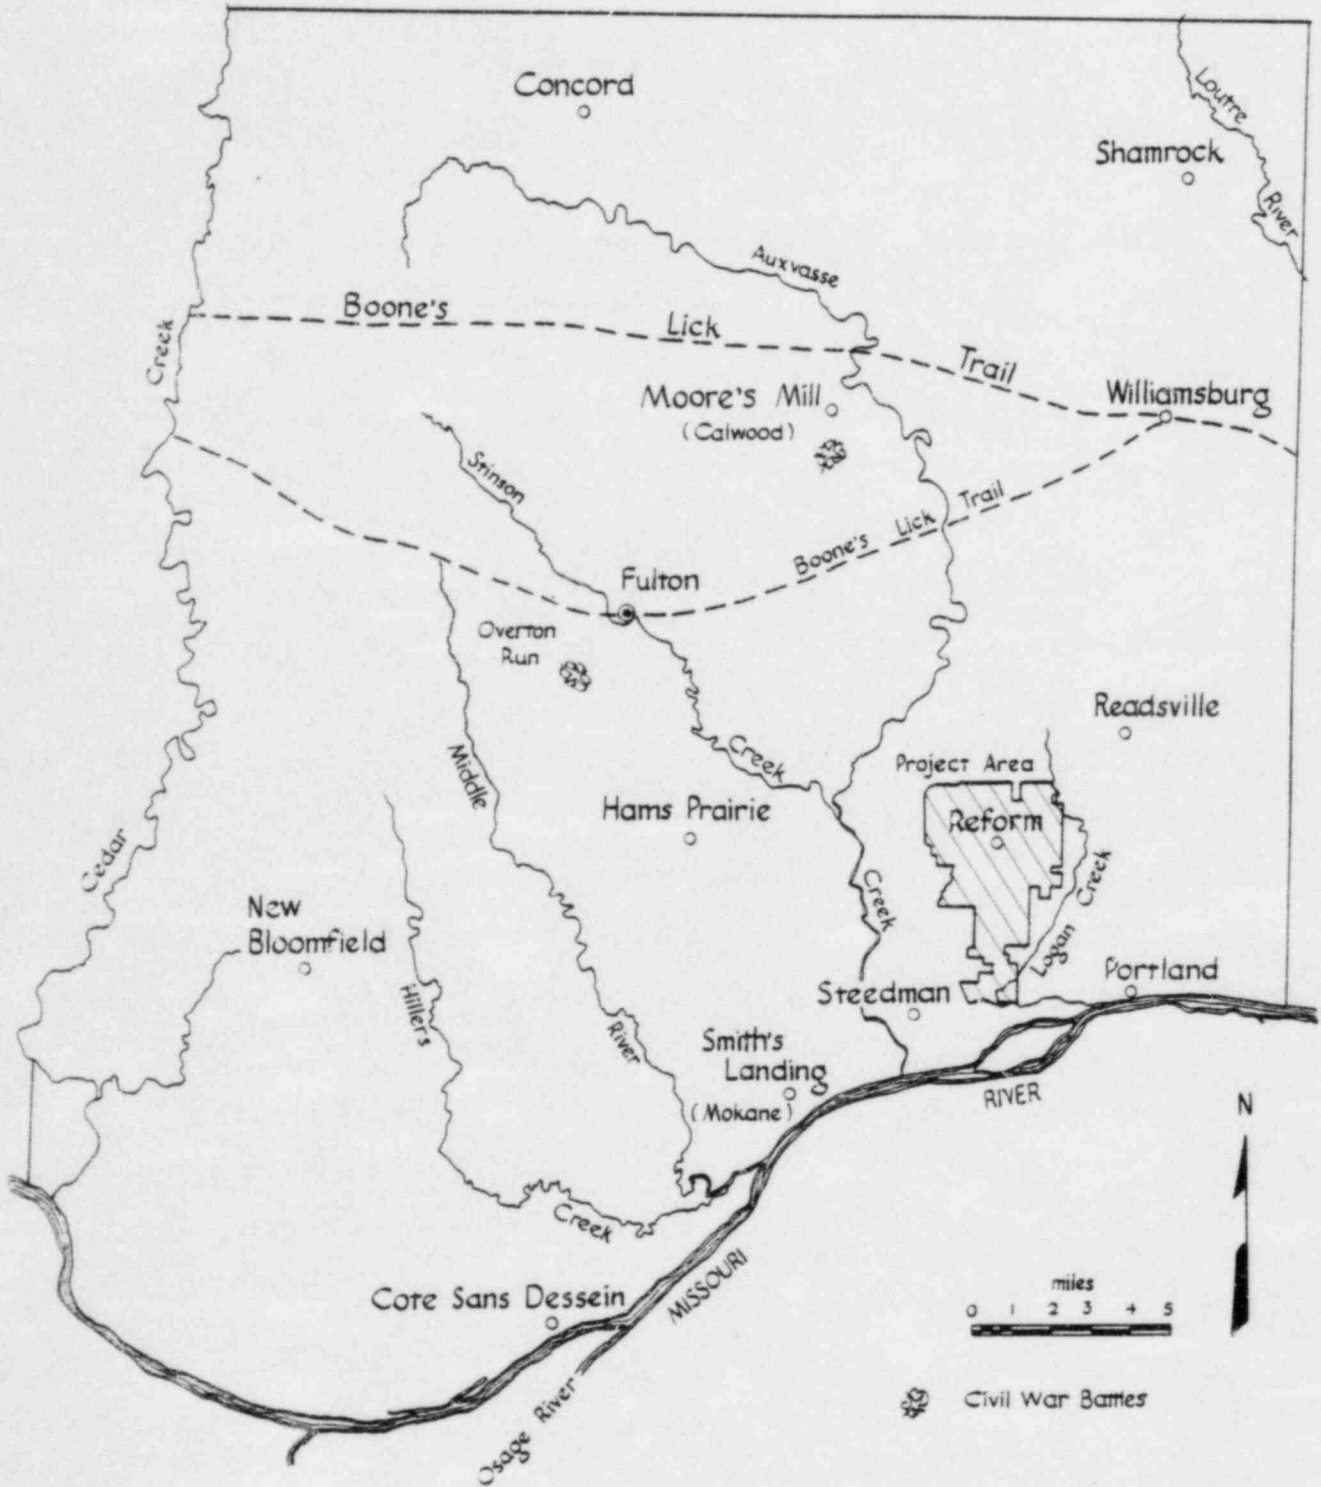 Concord
Loutre
River
Shamrock
Auxvasse
Boone's Lick Trail
Creek
Moore's Mill
(Calwood)
Williamsburg
Stinson
Boone's Lick Trail
Fulton
Overton
Run
Readsville
Creek
Project Area
Middle
Hams Prairie
Reform
Cedar
Creek
Creek
New
Bloomfield
Logan
Portland
Steedman
Hillers
River
Smith's
Landing
(Mokane)
RIVER
N
Creek
MISSOURI
miles
0 1 2 3 4 5
Cote Sans Dessein
Osage River
Civil War Battles